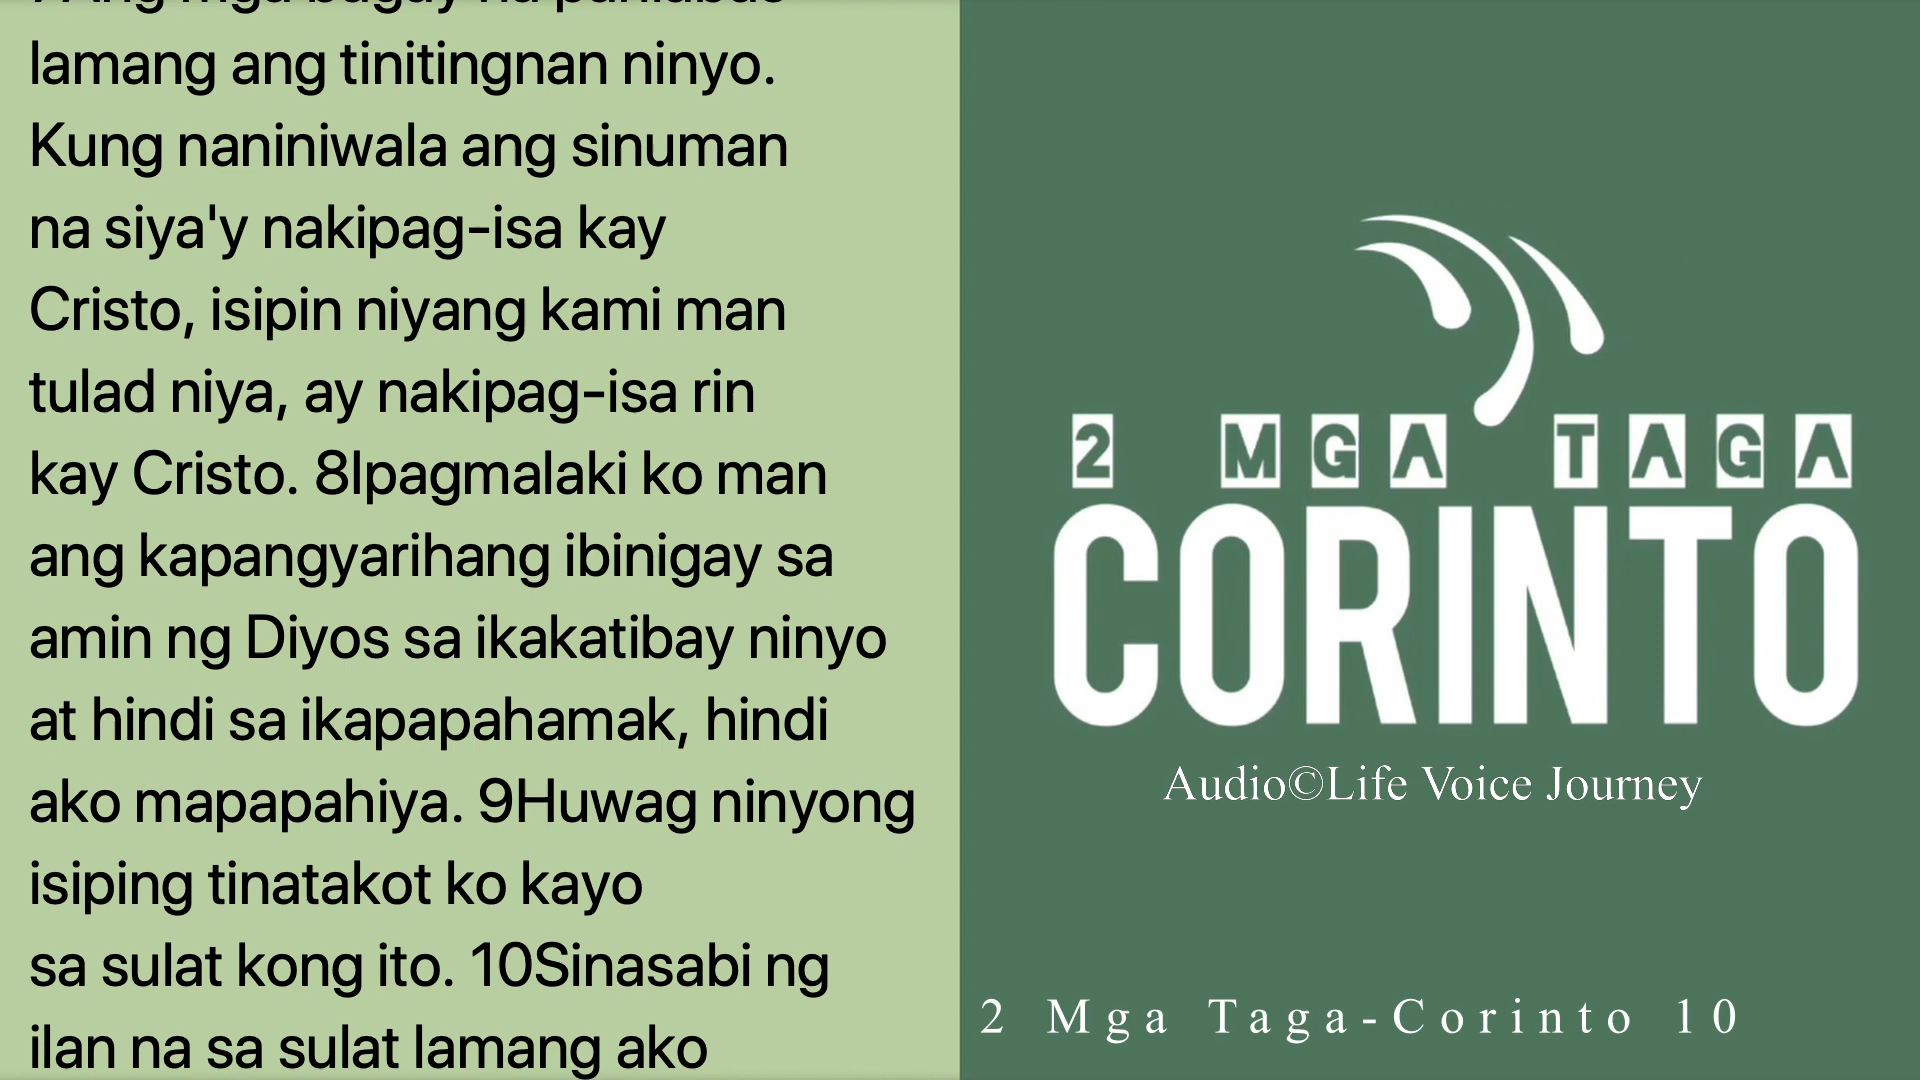 lamang ang tinitingnan ninyo.
Kung naniniwala ang sinuman
na siya'y nakipag-isa kay
Cristo, isipin niyang kami man
tulad niya, ay nakipag-isa rin
kay Cristo. 8Ipagmalaki ko man
ang kapangyarihang ibinigay sa
amin ng Diyos sa ikakatibay ninyo
at hindi sa ikapapahamak, hindi
ako mapapahiya. 9Huwag ninyong
isiping tinatakot ko kayo
sa sulat kong ito. 10Sinasabi ng
ilan na sa sulat lamang ako
2 MGA TAGA
CORINTO
Audio©Life Voice Journey
2 Mga Taga-Corinto 10